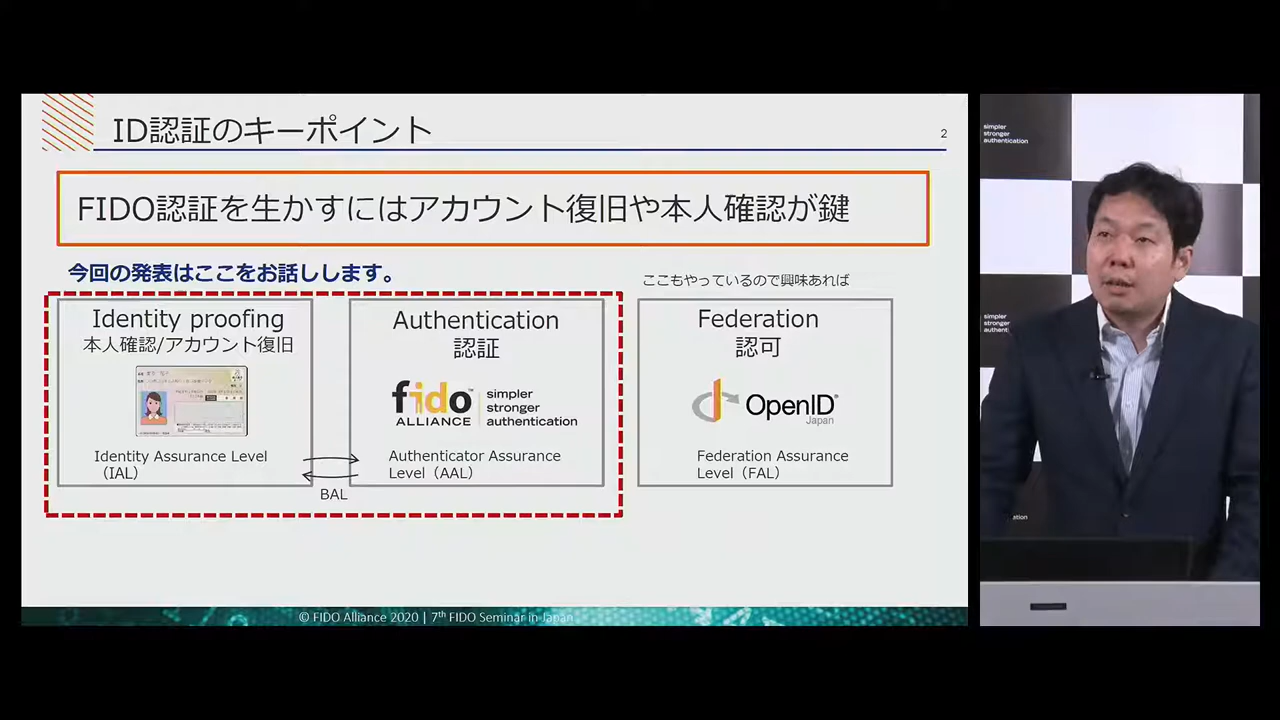 ID認証のキーポイント
2
FIDO認証を生かすにはアカウント復旧や本人確認が鍵
今回の発表はここをお話しします。
ここもやっているので興味あれば
Identity proofing
本人確認/アカウント復旧
Identity Assurance Level
（IAL）
BAL
Authentication
認証
fido™
ALLIANCE
simpler
stronger
authentication
Authenticator Assurance
Level（AAL）
Federation
認可
OpenID®
Japan
Federation Assurance
Level（FAL）
© FIDO Alliance 2020 | 7th FIDO Seminar in Japan
simpler
stronger
authentication
simpler
stronger